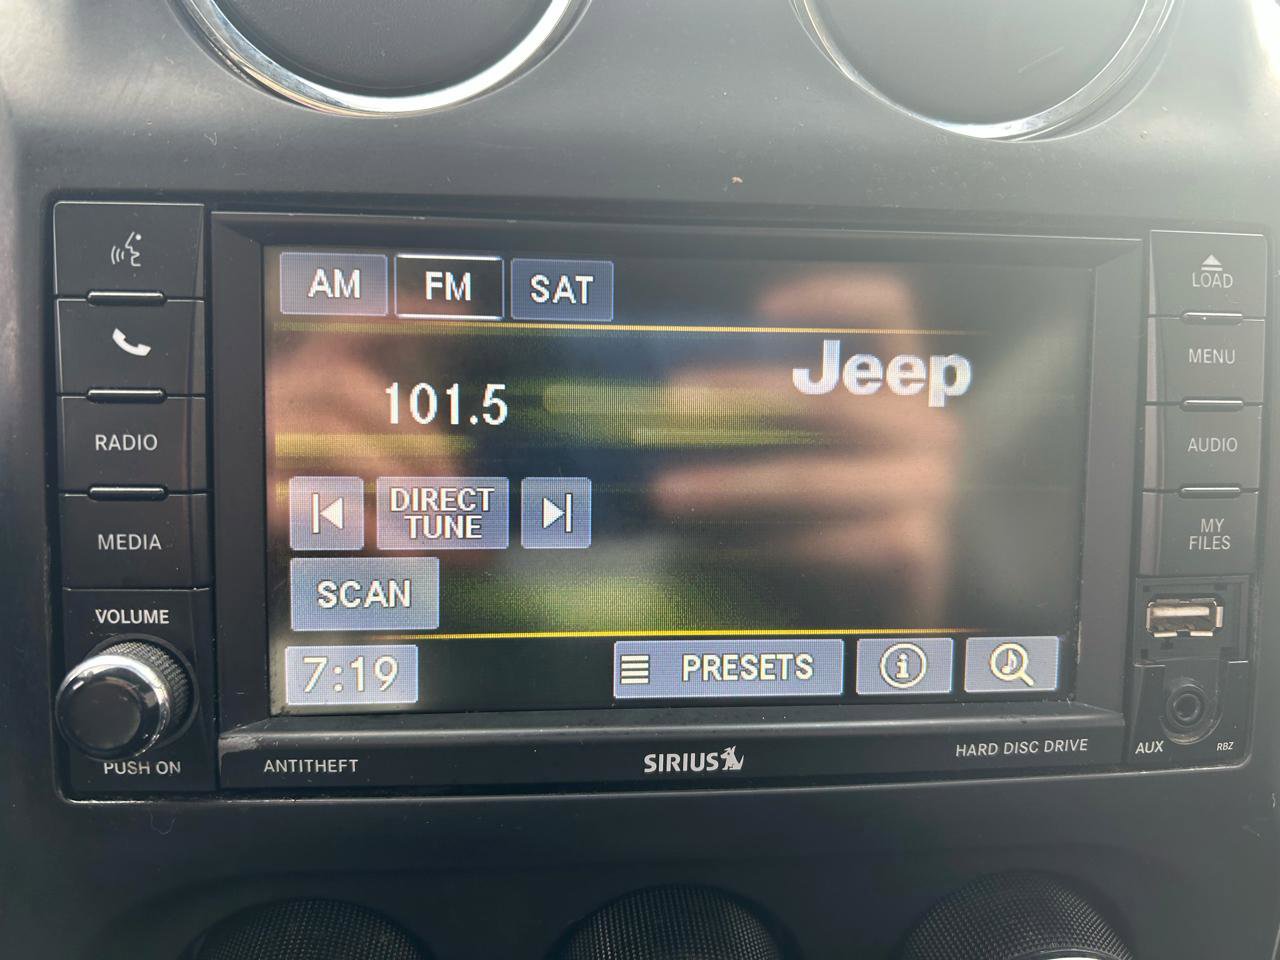 AM FM SAT
Jeep
101.5
DIRECT
TUNE
SCAN
7:19 PRESETS
RADIO
MEDIA
VOLUME
PUSH ON
LOAD
MENU
AUDIO
MY
FILES
ANTITHEFT
SIRIUS
HARD DISC DRIVE
AUX
RBZ